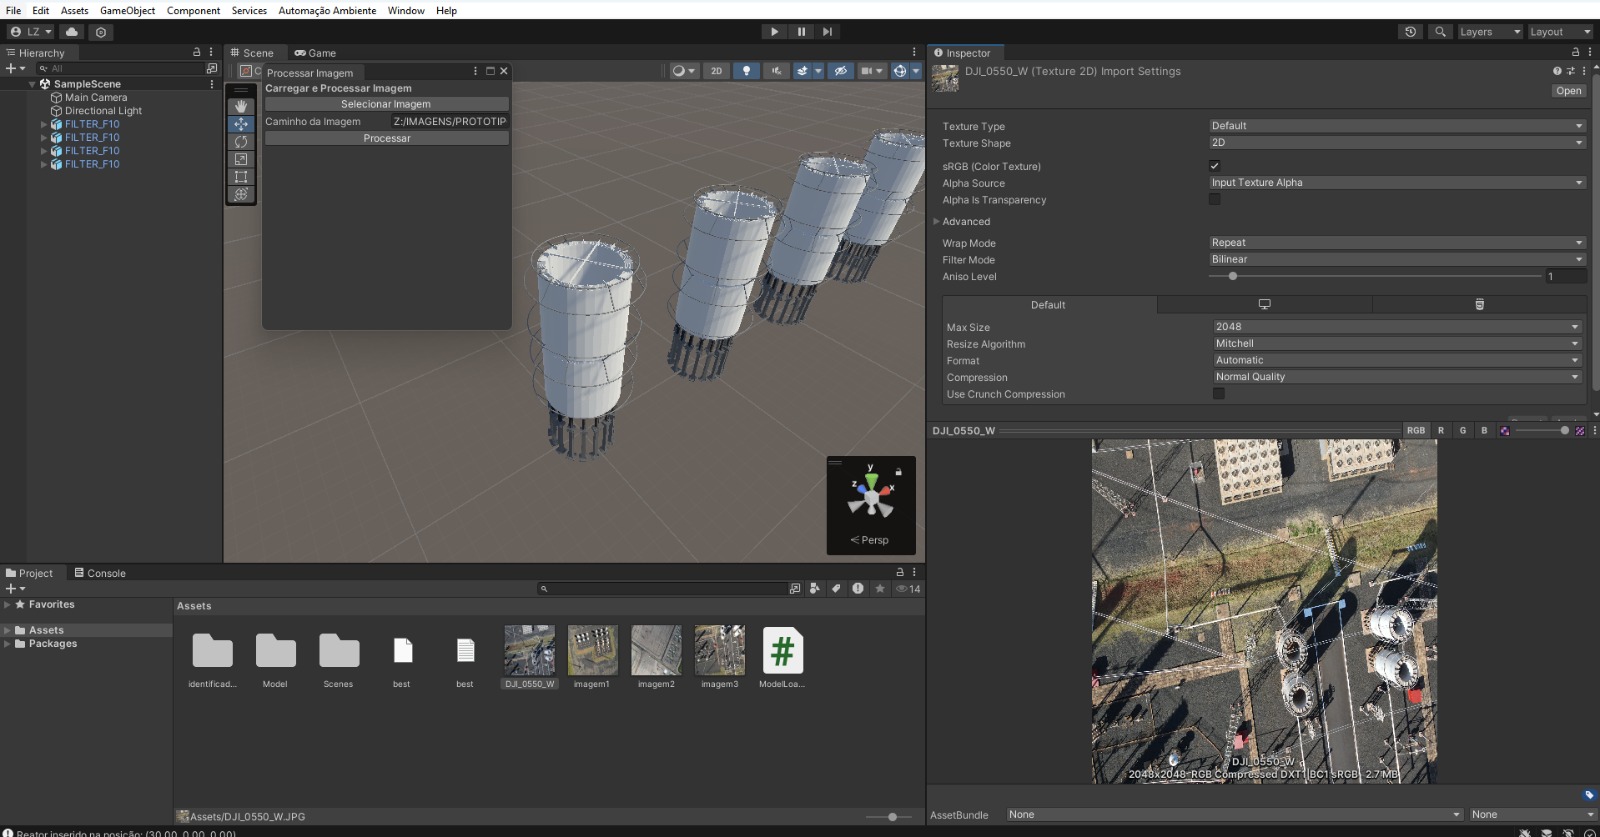 File Edit Assets GameObject Component Services Automação Ambiente Window Help
LZ
Layers Layout
Hierarchy
All
SampleScene
Main Camera
Directional Light
FILTER_F10
FILTER_F10
FILTER_F10
FILTER_F10
Scene Game
2D
Processar Imagem
Carregar e Processar Imagem
Selecionar Imagem
Caminho da Imagem Z:/IMAGENS/PROTOTIP
Processar
y
z x
Persp
Inspector
DJI_0550_W (Texture 2D) Import Settings
Open
Texture Type Default
Texture Shape 2D
sRGB (Color Texture)
Alpha Source Input Texture Alpha
Alpha Is Transparency
Advanced
Wrap Mode Repeat
Filter Mode Bilinear
Aniso Level 1
Default
Max Size 2048
Resize Algorithm Mitchell
Format Automatic
Compression Normal Quality
Use Crunch Compression
DJI_0550_W RGB R G B
DJI_0550_W
2048x2048 RGB Compressed DXT1|BC1 sRGB 2.7 MB
AssetBundle None None
Project Console
14
Favorites
Assets
Packages
Assets
identificad... Model Scenes best best DJI_0550_W imagem1 imagem2 imagem3 ModelLoa...
Assets/DJI_0550_W.JPG
Reator inserido na posição: (30.00, 0.00, 0.00)